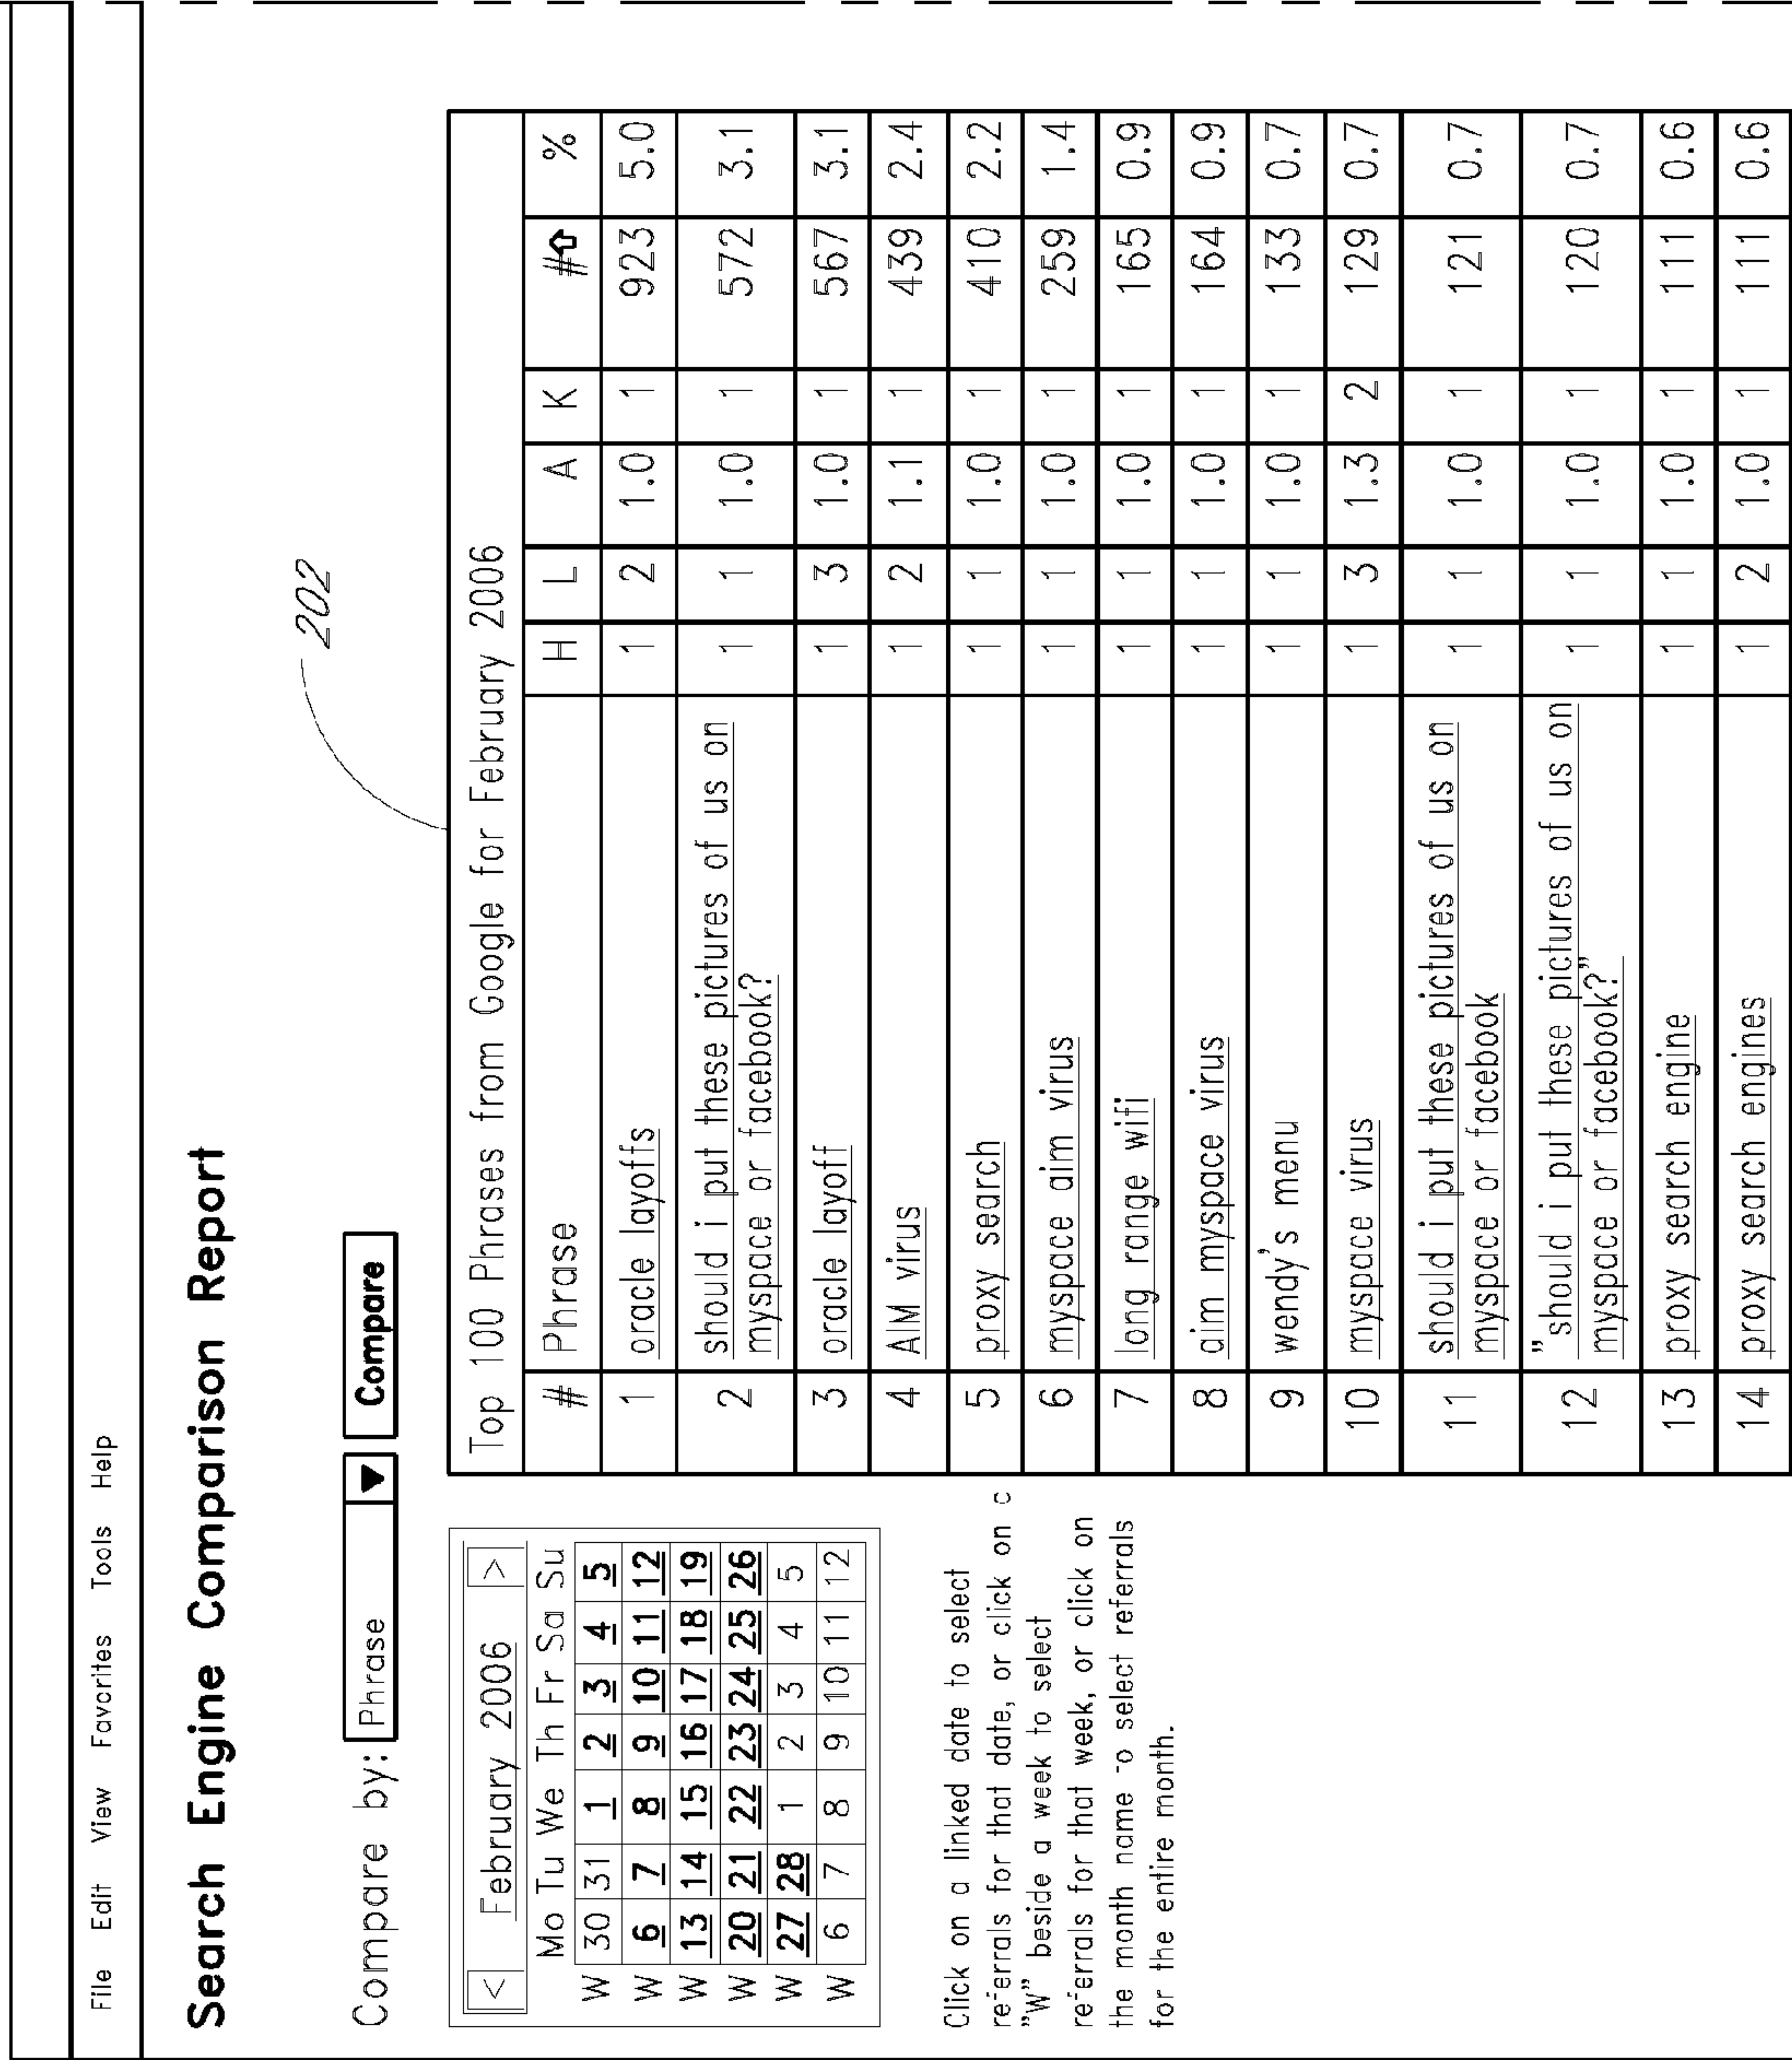 File Edit View Favorites Tools Help
Search Engine Comparison Report
Compare by: Phrase ▼ Compare
< February 2006 >
Mo Tu We Th Fr Sa Su
W 30 31 1 2 3 4 5
W 6 7 8 9 10 11 12
W 13 14 15 16 17 18 19
W 20 21 22 23 24 25 26
W 27 28 1 2 3 4 5
W 6 7 8 9 10 11 12
Click on a linked date to select
referrals for that date, or click on c
"W" beside a week to select
referrals for that week, or click on
the month name to select referrals
for the entire month.
202
Top 100 Phrases from Google for February 2006
# Phrase H L A K # %
1 oracle layoffs 1 2 1.0 1 923 5.0
2 should i put these pictures of us on 1 1 1.0 1 572 3.1
myspace or facebook?
3 oracle layoff 1 3 1.0 1 567 3.1
4 AIM virus 1 2 1.1 1 439 2.4
5 proxy search 1 1 1.0 1 410 2.2
6 myspace aim virus 1 1 1.0 1 259 1.4
7 long range wifi 1 1 1.0 1 165 0.9
8 aim myspace virus 1 1 1.0 1 164 0.9
9 wendy's menu 1 1 1.0 1 133 0.7
10 myspace virus 1 3 1.3 2 129 0.7
11 should i put these pictures of us on 1 1 1.0 1 121 0.7
myspace or facebook
12 "should i put these pictures of us on 1 1 1.0 1 120 0.7
myspace or facebook?"
13 proxy search engine 1 1 1.0 1 111 0.6
14 proxy search engines 1 2 1.0 1 111 0.6